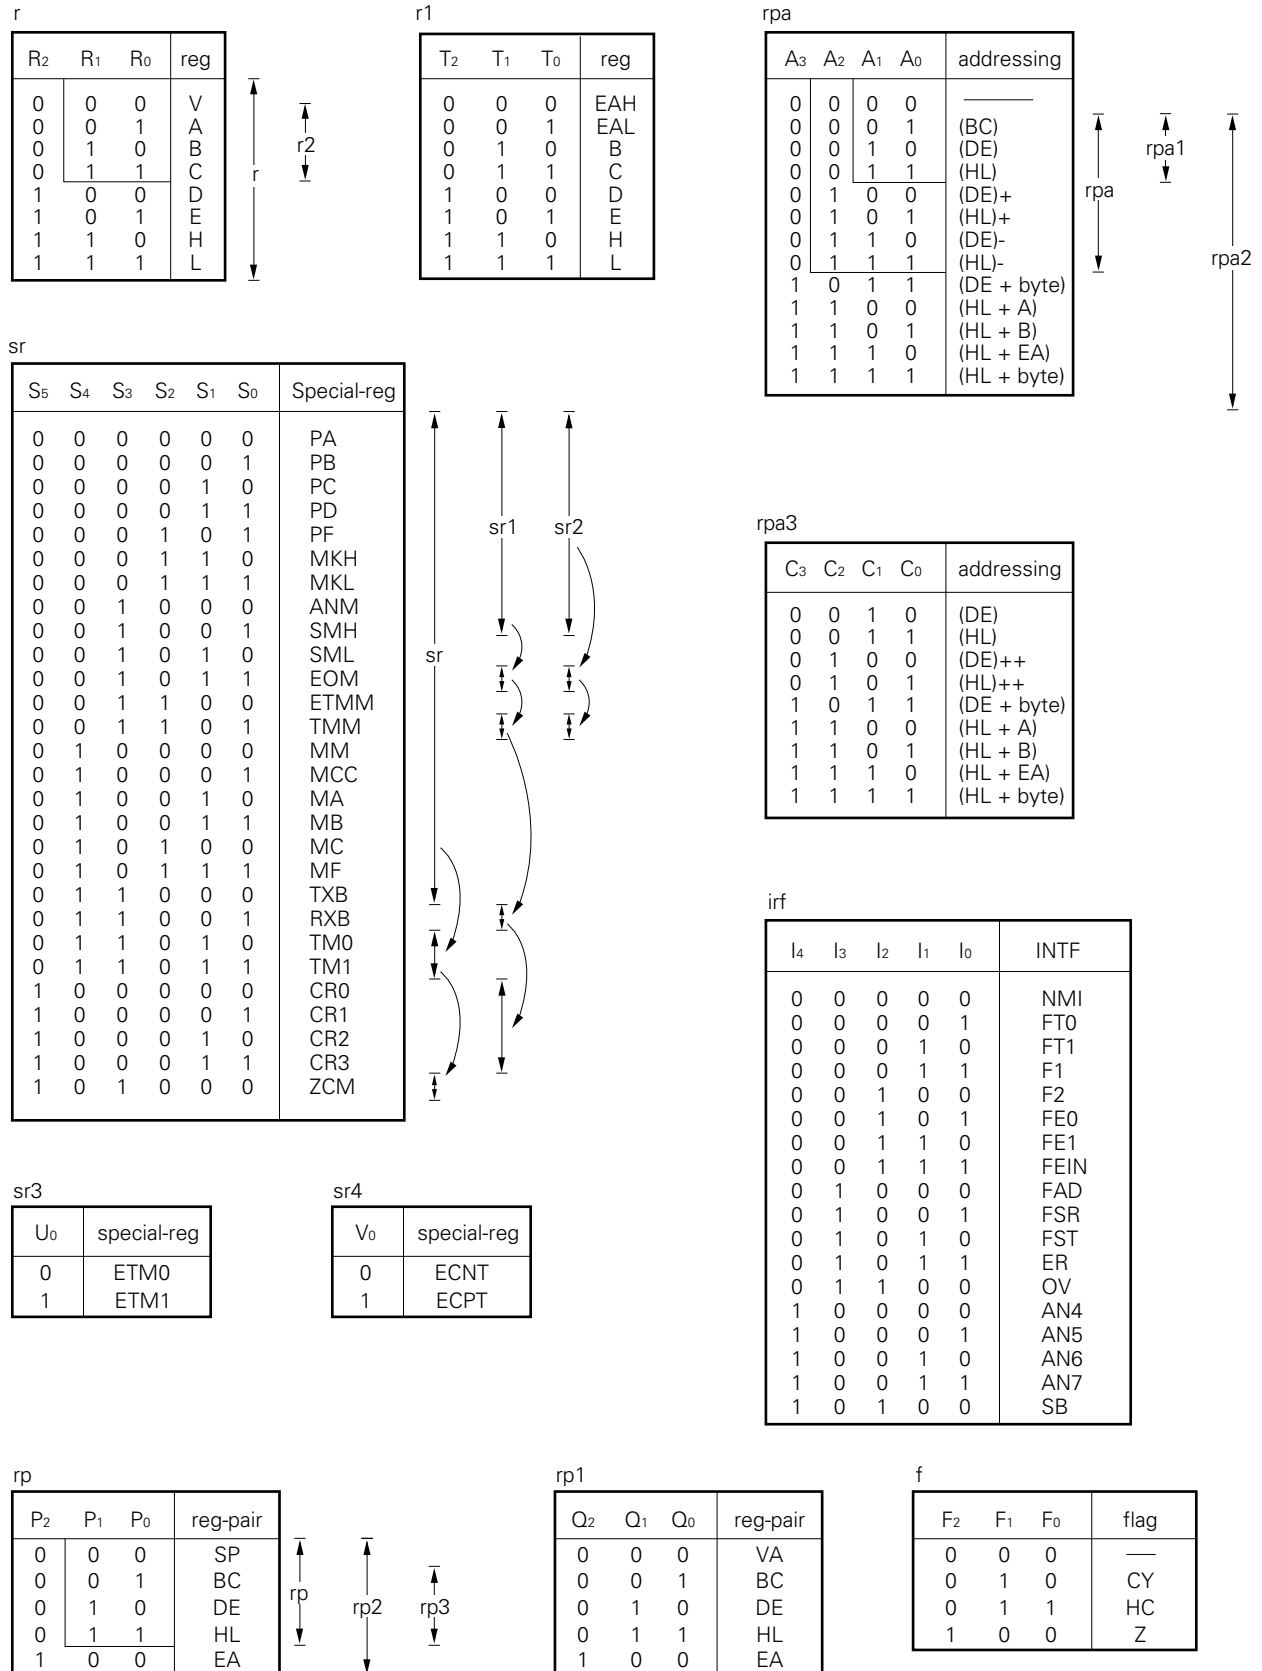 r
R2 R1 R0 reg
0 0 0 V
0 0 1 A
0 1 0 B
0 1 1 C
1 0 0 D
1 0 1 E
1 1 0 H
1 1 1 L
r2
r
r1
T2 T1 T0 reg
0 0 0 EAH
0 0 1 EAL
0 1 0 B
0 1 1 C
1 0 0 D
1 0 1 E
1 1 0 H
1 1 1 L
rpa
A3 A2 A1 A0 addressing
0 0 0 0 ——
0 0 0 1 (BC)
0 0 1 0 (DE)
0 0 1 1 (HL)
0 1 0 0 (DE)+
0 1 0 1 (HL)+
0 1 1 0 (DE)-
0 1 1 1 (HL)-
1 0 1 1 (DE + byte)
1 1 0 0 (HL + A)
1 1 0 1 (HL + B)
1 1 1 0 (HL + EA)
1 1 1 1 (HL + byte)
rpa
rpa1
rpa2
sr
S5 S4 S3 S2 S1 S0 Special-reg
0 0 0 0 0 0 PA
0 0 0 0 0 1 PB
0 0 0 0 1 0 PC
0 0 0 0 1 1 PD
0 0 0 1 0 1 PF
0 0 0 1 1 0 MKH
0 0 0 1 1 1 MKL
0 0 1 0 0 0 ANM
0 0 1 0 0 1 SMH
0 0 1 0 1 0 SML
0 0 1 0 1 1 EOM
0 0 1 1 0 0 ETMM
0 0 1 1 0 1 TMM
0 1 0 0 0 0 MM
0 1 0 0 0 1 MCC
0 1 0 0 1 0 MA
0 1 0 0 1 1 MB
0 1 0 1 0 0 MC
0 1 0 1 1 1 MF
0 1 1 0 0 0 TXB
0 1 1 0 0 1 RXB
0 1 1 0 1 0 TM0
0 1 1 0 1 1 TM1
1 0 0 0 0 0 CR0
1 0 0 0 0 1 CR1
1 0 0 0 1 0 CR2
1 0 0 0 1 1 CR3
1 0 1 0 0 0 ZCM
sr
sr1
sr2
rpa3
C3 C2 C1 C0 addressing
0 0 1 0 (DE)
0 0 1 1 (HL)
0 1 0 0 (DE)++
0 1 0 1 (HL)++
1 0 1 1 (DE + byte)
1 1 0 0 (HL + A)
1 1 0 1 (HL + B)
1 1 1 0 (HL + EA)
1 1 1 1 (HL + byte)
irf
I4 I3 I2 I1 I0 INTF
0 0 0 0 0 NMI
0 0 0 0 1 FT0
0 0 0 1 0 FT1
0 0 0 1 1 F1
0 0 1 0 0 F2
0 0 1 0 1 FE0
0 0 1 1 0 FE1
0 0 1 1 1 FEIN
0 1 0 0 0 FAD
0 1 0 0 1 FSR
0 1 0 1 0 FST
0 1 0 1 1 ER
0 1 1 0 0 OV
1 0 0 0 0 AN4
1 0 0 0 1 AN5
1 0 0 1 0 AN6
1 0 0 1 1 AN7
1 0 1 0 0 SB
sr3
U0 special-reg
0 ETM0
1 ETM1
sr4
V0 special-reg
0 ECNT
1 ECPT
rp
P2 P1 P0 reg-pair
0 0 0 SP
0 0 1 BC
0 1 0 DE
0 1 1 HL
1 0 0 EA
rp
rp2
rp3
rp1
Q2 Q1 Q0 reg-pair
0 0 0 VA
0 0 1 BC
0 1 0 DE
0 1 1 HL
1 0 0 EA
f
F2 F1 F0 flag
0 0 0 —
0 1 0 CY
0 1 1 HC
1 0 0 Z